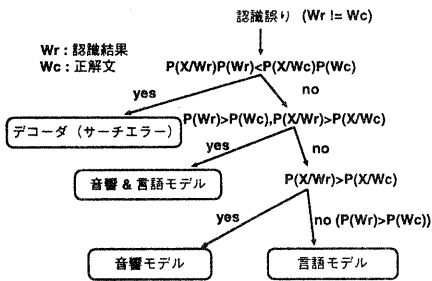 認識誤り (Wr != Wc)
Wr：認識結果
Wc：正解文
P(X/Wr)P(Wr)<P(X/Wc)P(Wc)
yes
no
デコーダ（サーチエラー）
P(Wr)>P(Wc),P(X/Wr)>P(X/Wc)
yes
no
音響 & 言語モデル
P(X/Wr)>P(X/Wc)
yes
no (P(Wr)>P(Wc))
音響モデル
言語モデル